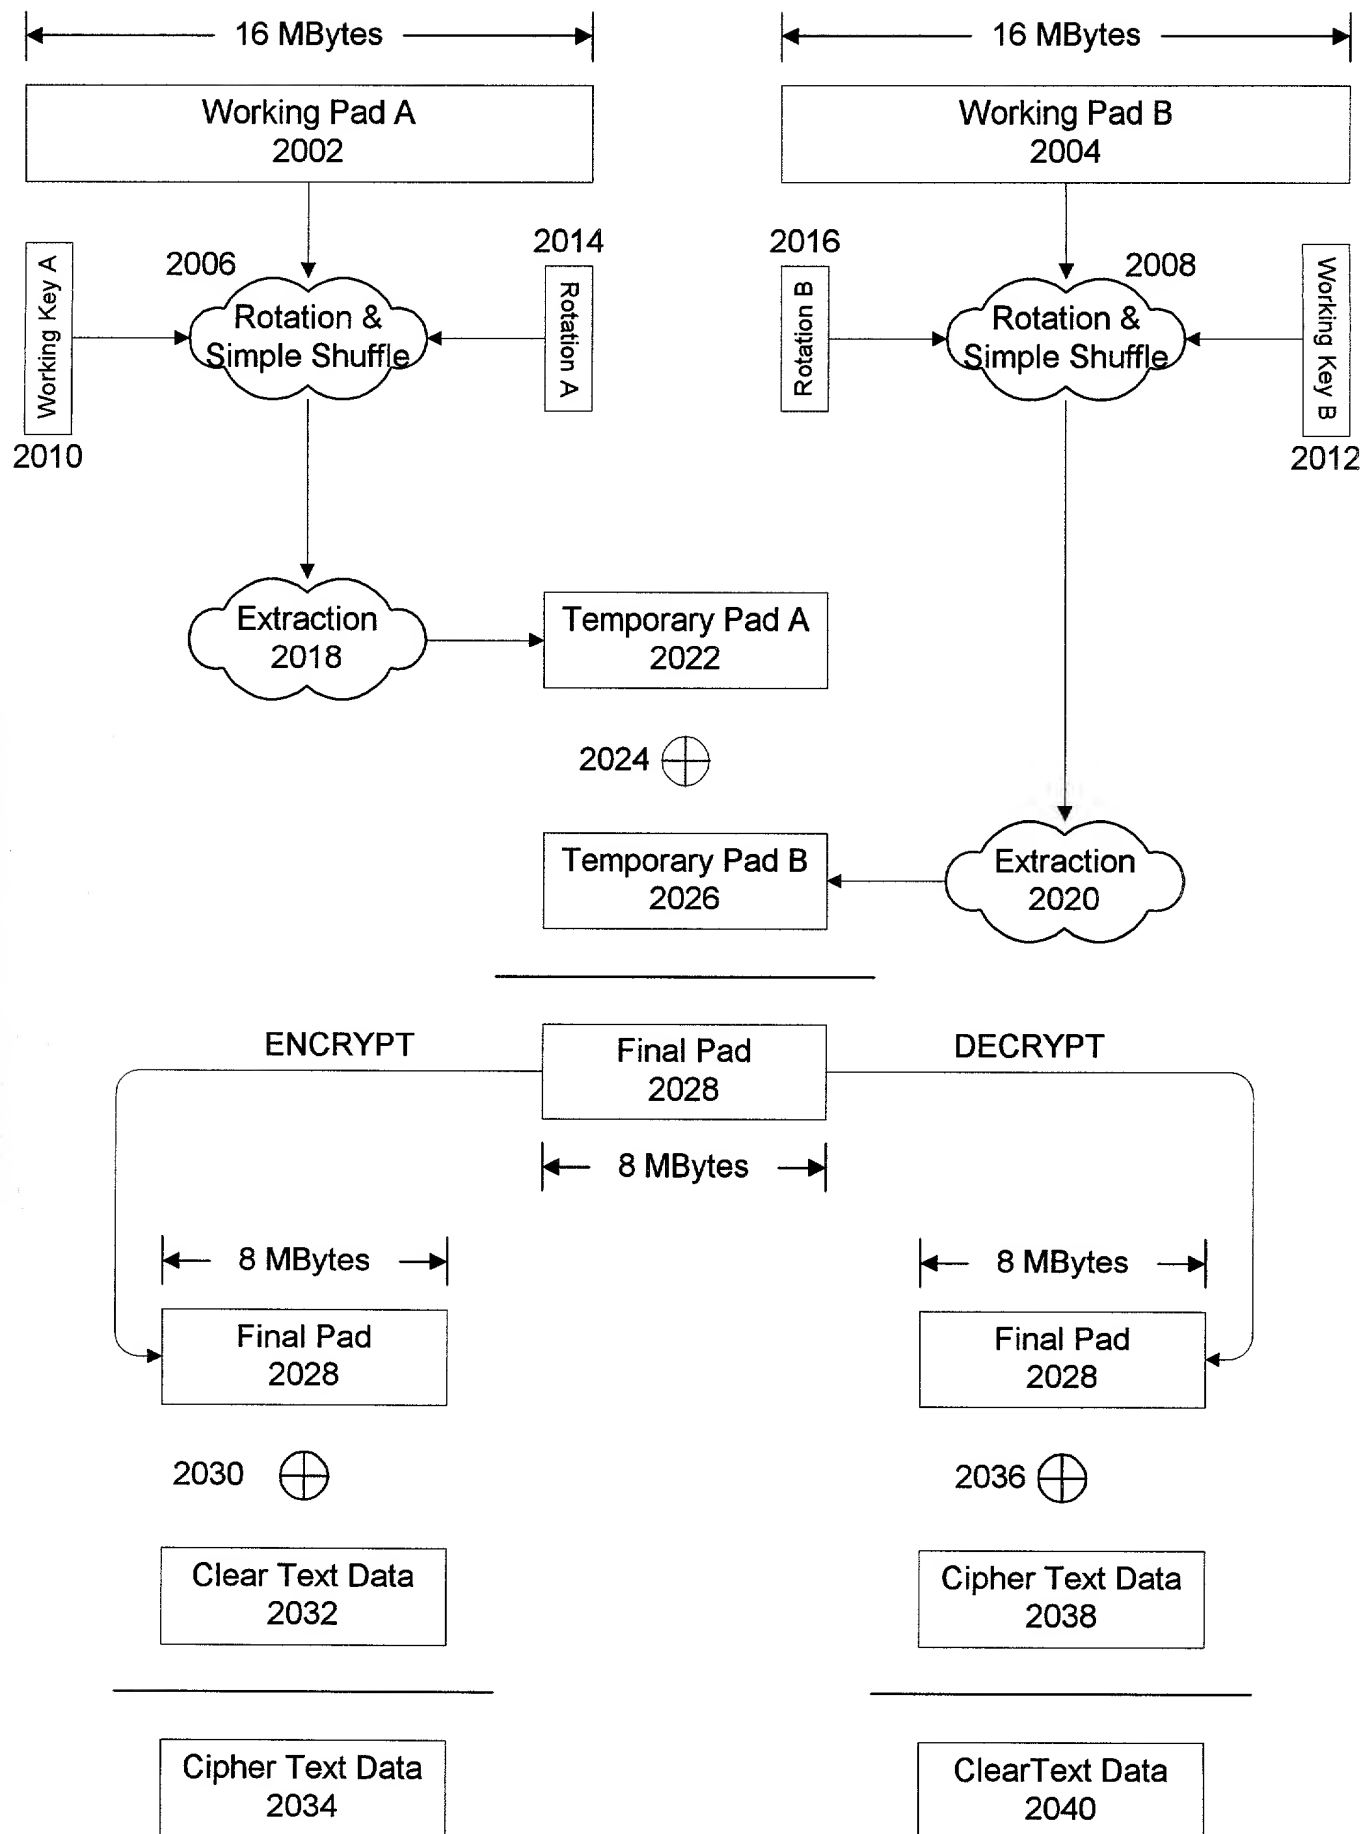 16 MBytes
16 MBytes
Working Pad A
2002
Working Pad B
2004
2006
2014
2016
2008
Working Key A
Rotation &
Simple Shuffle
Rotation A
Rotation B
Rotation &
Simple Shuffle
Working Key B
2010
2012
Extraction
2018
Temporary Pad A
2022
2024
Temporary Pad B
2026
Extraction
2020
ENCRYPT
Final Pad
2028
DECRYPT
8 MBytes
8 MBytes
8 MBytes
Final Pad
2028
Final Pad
2028
2030
2036
Clear Text Data
2032
Cipher Text Data
2038
Cipher Text Data
2034
ClearText Data
2040